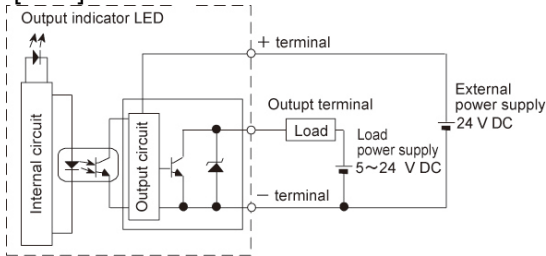 Output indicator LED
+ terminal
External
power supply
24 V DC
Outupt terminal
Load
Load
power supply
5~24 V DC
Internal circuit
Output circuit
− terminal